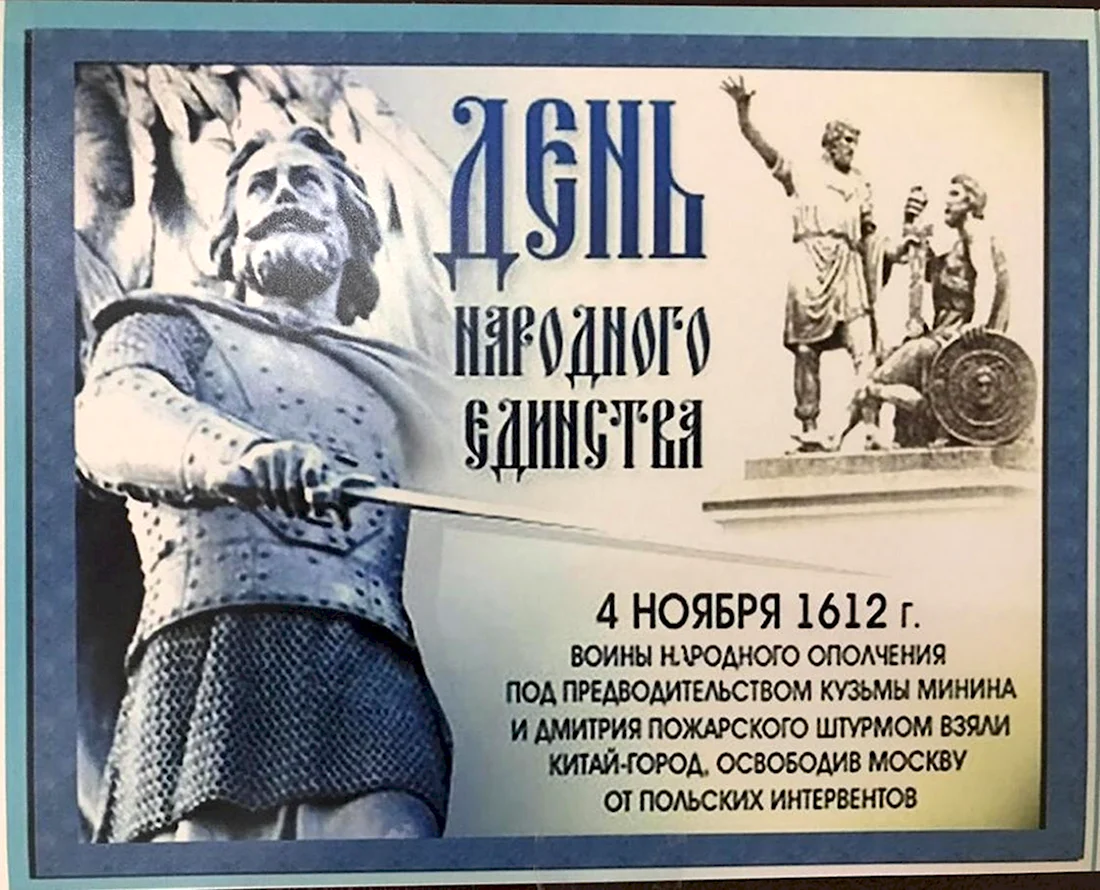 ДЕНЬ
НАРОДНОГО
ЕДИНСТВА
4 НОЯБРЯ 1612 г.
ВОИНЫ НАРОДНОГО ОПОЛЧЕНИЯ
ПОД ПРЕДВОДИТЕЛЬСТВОМ КУЗЬМЫ МИНИНА
И ДМИТРИЯ ПОЖАРСКОГО ШТУРМОМ ВЗЯЛИ
КИТАЙ-ГОРОД, ОСВОБОДИВ МОСКВУ
ОТ ПОЛЬСКИХ ИНТЕРВЕНТОВ